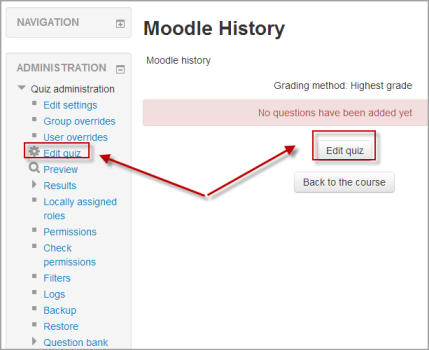 NAVIGATION
ADMINISTRATION
Quiz administration
Edit settings
Group overrides
User overrides
Edit quiz
Preview
Results
Locally assigned
roles
Permissions
Check
permissions
Filters
Logs
Backup
Restore
Question bank
Moodle History
Moodle history
Grading method: Highest grade
No questions have been added yet
Edit quiz
Back to the course